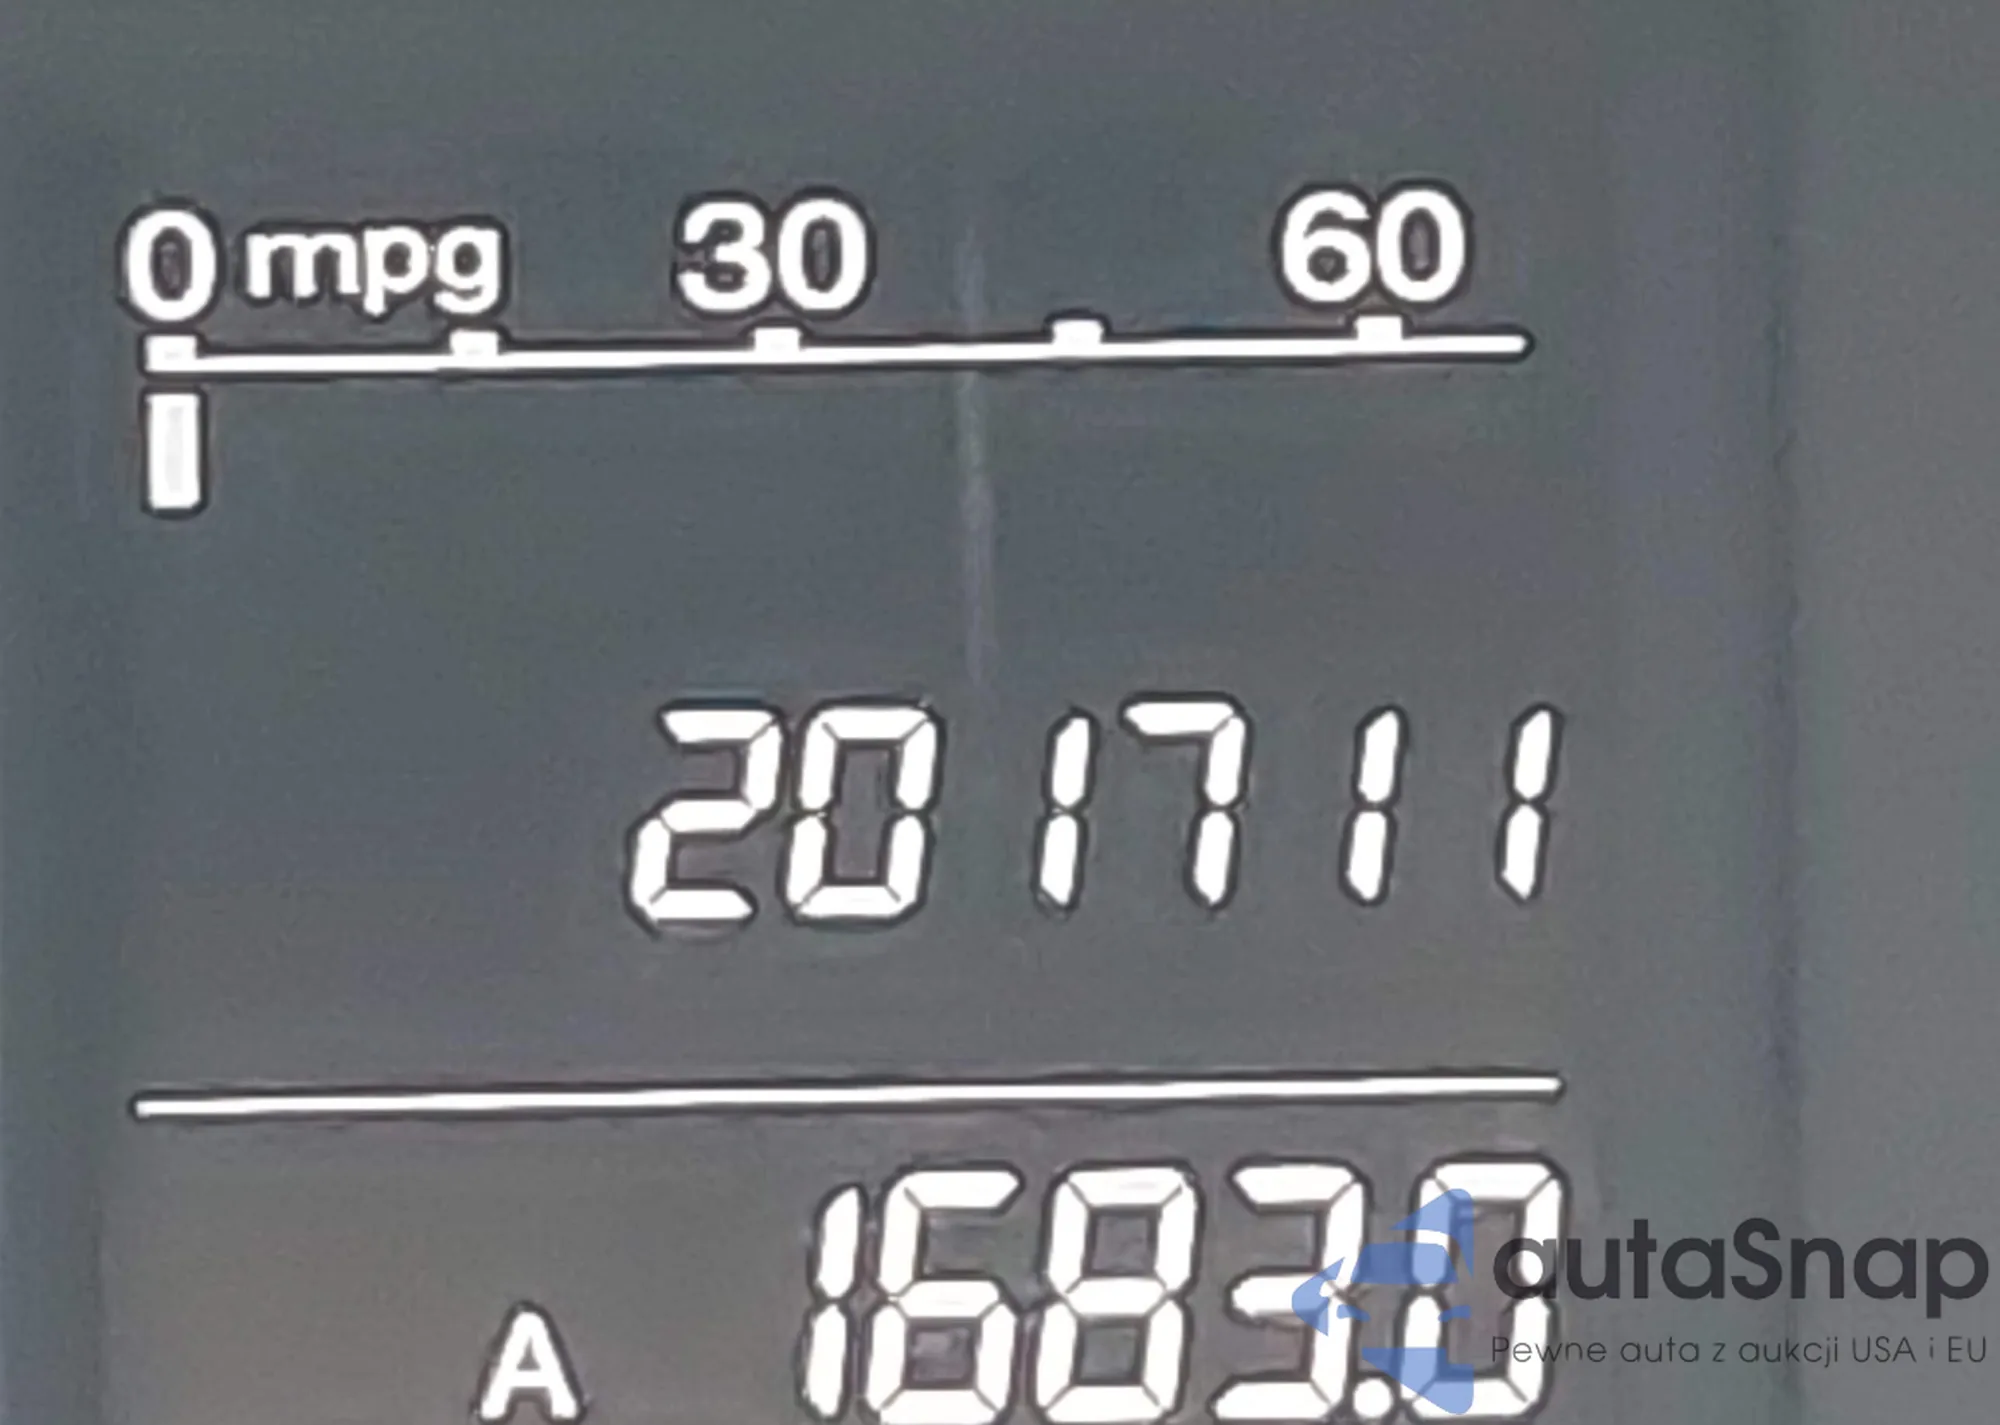 0 mpg 30 60
201711
A 1683.0
autaSnap
Pewne auta z aukcji USA i EU